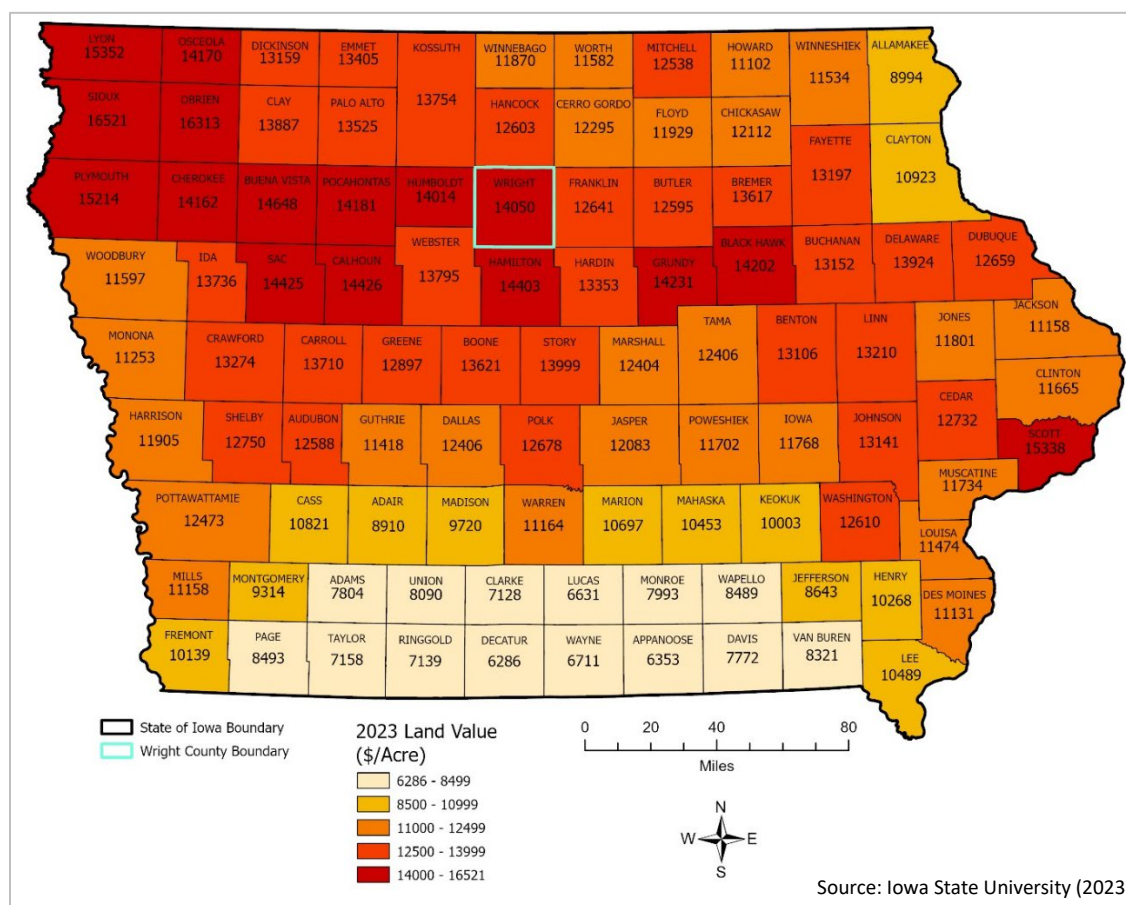 LYON
15352
OSCEOLA
14170
DICKINSON
13159
EMMET
13405
KOSSUTH
13754
WINNEBAGO
11870
WORTH
11582
MITCHELL
12538
HOWARD
11102
WINNESHIEK
11534
ALLAMAKEE
8994
SIOUX
16521
OBRIEN
16313
CLAY
13887
PALO ALTO
13525
HANCOCK
12603
CERRO GORDO
12295
FLOYD
11929
CHICKASAW
12112
FAYETTE
13197
CLAYTON
10923
PLYMOUTH
15214
CHEROKEE
14162
BUENA VISTA
14648
POCAHONTAS
14181
HUMBOLDT
14014
WRIGHT
14050
FRANKLIN
12641
BUTLER
12595
BREMER
13617
WOODBURY
11597
IDA
13736
SAC
14425
CALHOUN
14426
WEBSTER
13795
HAMILTON
14403
HARDIN
13353
GRUNDY
14231
BLACK HAWK
14202
BUCHANAN
13152
DELAWARE
13924
DUBUQUE
12659
MONONA
11253
CRAWFORD
13274
CARROLL
13710
GREENE
12897
BOONE
13621
STORY
13999
MARSHALL
12404
TAMA
12406
BENTON
13106
LINN
13210
JONES
11801
JACKSON
11158
CLINTON
11665
HARRISON
11905
SHELBY
12750
AUDUBON
12588
GUTHRIE
11418
DALLAS
12406
POLK
12678
JASPER
12083
POWESHIEK
11702
IOWA
11768
JOHNSON
13141
CEDAR
12732
SCOTT
15338
MUSCATINE
11734
POTTAWATTAMIE
12473
CASS
10821
ADAIR
8910
MADISON
9720
WARREN
11164
MARION
10697
MAHASKA
10453
KEOKUK
10003
WASHINGTON
12610
LOUISA
11474
MILLS
11158
MONTGOMERY
9314
ADAMS
7804
UNION
8090
CLARKE
7128
LUCAS
6631
MONROE
7993
WAPELLO
8489
JEFFERSON
8643
HENRY
10268
DES MOINES
11131
FREMONT
10139
PAGE
8493
TAYLOR
7158
RINGGOLD
7139
DECATUR
6286
WAYNE
6711
APPANOOSE
6353
DAVIS
7772
VAN BUREN
8321
LEE
10489
State of Iowa Boundary
Wright County Boundary
2023 Land Value
($/Acre)
6286 - 8499
8500 - 10999
11000 - 12499
12500 - 13999
14000 - 16521
0 20 40 60 80
Miles
N
W E
S
Source: Iowa State University (2023